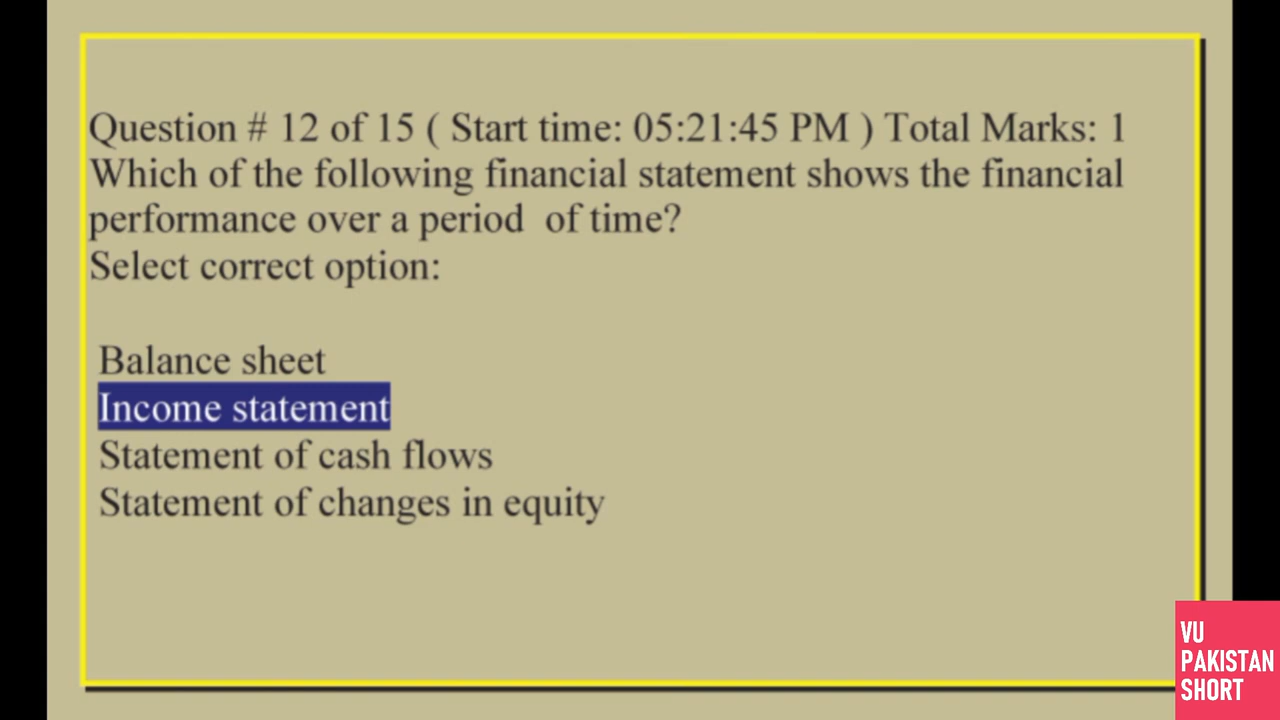 Question # 12 of 15 ( Start time: 05:21:45 PM ) Total Marks: 1
Which of the following financial statement shows the financial
performance over a period  of time?
Select correct option:
Balance sheet
Income statement
Statement of cash flows
Statement of changes in equity
VU
PAKISTAN
SHORT